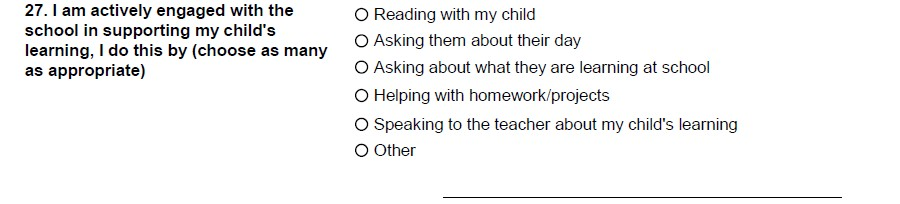 27. I am actively engaged with the
school in supporting my child's
learning, I do this by (choose as many
as appropriate)
Reading with my child
Asking them about their day
Asking about what they are learning at school
Helping with homework/projects
Speaking to the teacher about my child's learning
Other